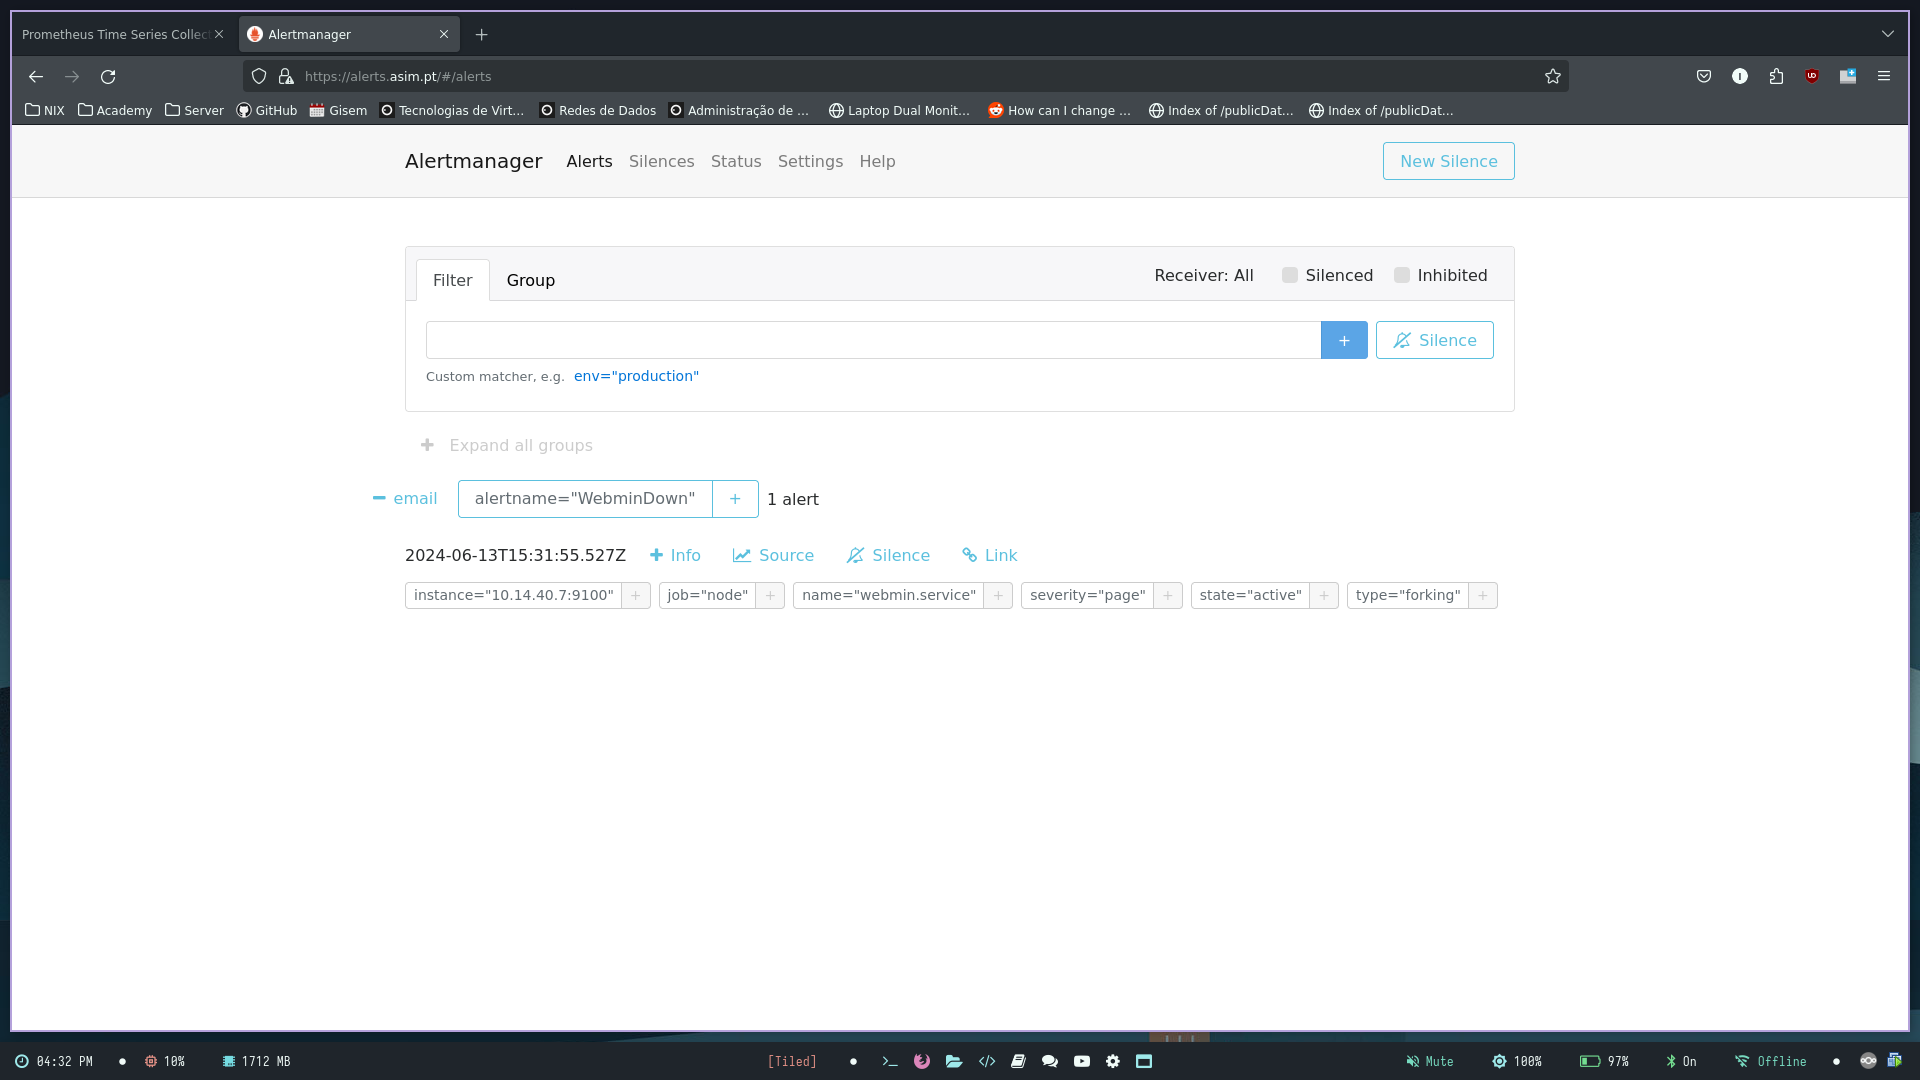 Prometheus Time Series Collec
Alertmanager
https://alerts.asim.pt/#/alerts
NIX Academy Server GitHub Gisem Tecnologias de Virt… Redes de Dados Administração de … Laptop Dual Monit… How can I change … Index of /publicDat… Index of /publicDat…
Alertmanager Alerts Silences Status Settings Help New Silence
Filter Group Receiver: All Silenced Inhibited
+ Silence
Custom matcher, e.g. env="production"
+ Expand all groups
− email alertname="WebminDown" + 1 alert
2024-06-13T15:31:55.527Z + Info Source Silence Link
instance="10.14.40.7:9100" + job="node" + name="webmin.service" + severity="page" + state="active" + type="forking" +
04:32 PM 10% 1712 MB [Tiled] Mute 100% 97% On Offline